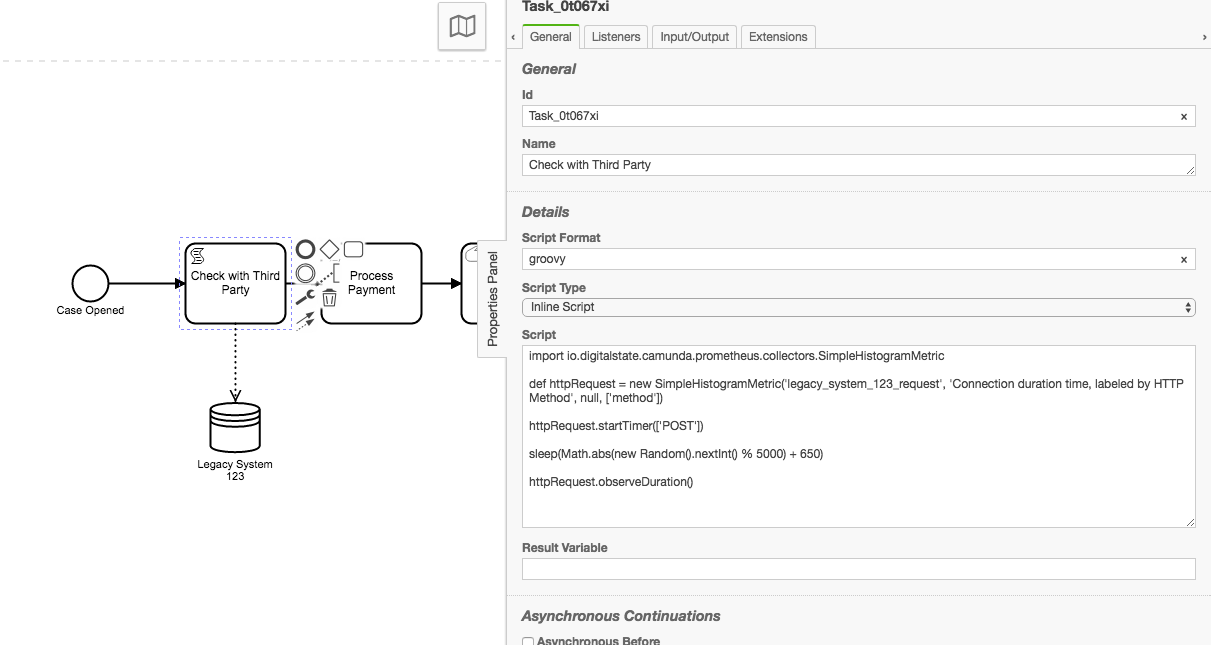 Task_0t067xi
General
Listeners
Input/Output
Extensions
General
Id
Task_0t067xi
x
Name
Check with Third Party
Details
Script Format
groovy
x
Script Type
Inline Script
Script
import io.digitalstate.camunda.prometheus.collectors.SimpleHistogramMetric
def httpRequest = new SimpleHistogramMetric('legacy_system_123_request', 'Connection duration time, labeled by HTTP
Method', null, ['method'])
httpRequest.startTimer(['POST'])
sleep(Math.abs(new Random().nextInt() % 5000) + 650)
httpRequest.observeDuration()
Result Variable
Asynchronous Continuations
Asynchronous Before
Properties Panel
Case Opened
Check with Third
Party
Process
Payment
Legacy System
123